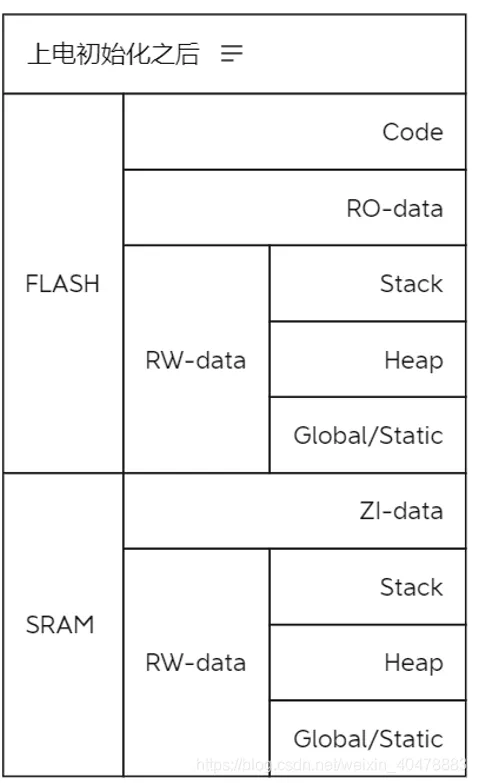 上电初始化之后
Code
RO-data
FLASH
RW-data
Stack
Heap
Global/Static
ZI-data
SRAM
RW-data
Stack
Heap
Global/Static
https://blog.csdn.net/weixin_40478883